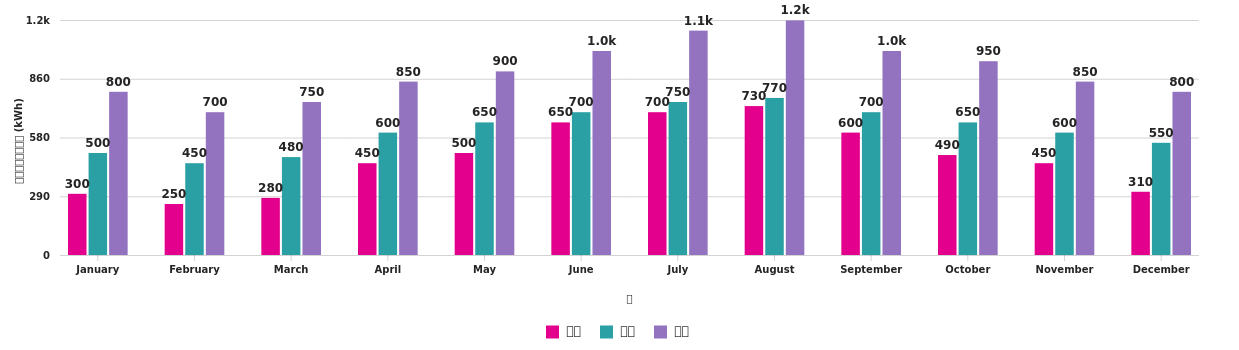 1.2k
860
580
290
0
(kWh)
300 500 800
250 450 700
280 480 750
450 600 850
500 650 900
650 700 1.0k
700 750 1.1k
730 770 1.2k
600 700 1.0k
490 650 950
450 600 850
310 550 800
January February March April May June July August September October November December